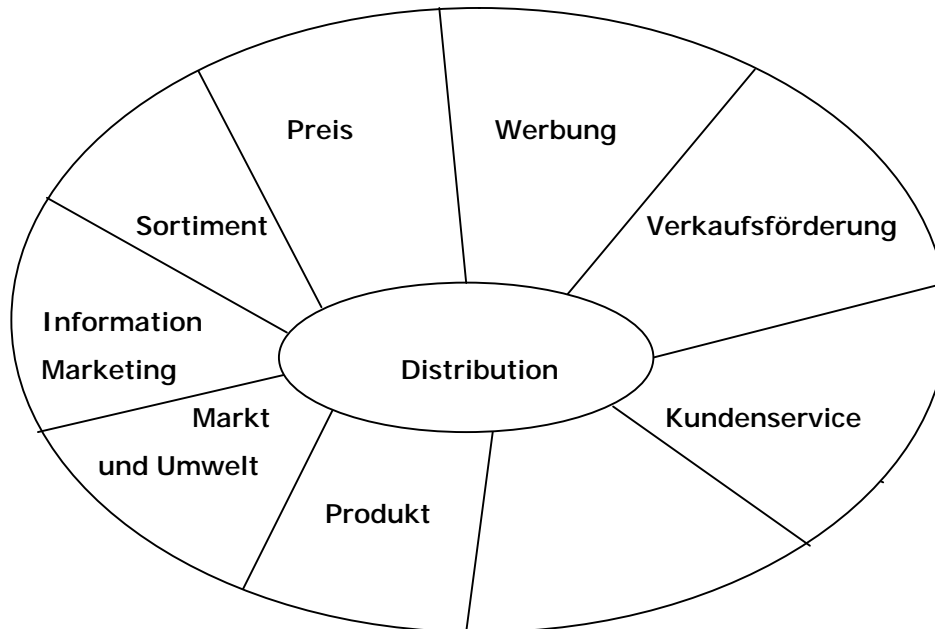 Preis
Werbung
Sortiment
Verkaufsförderung
Information
Marketing
Distribution
Markt
und Umwelt
Kundenservice
Produkt